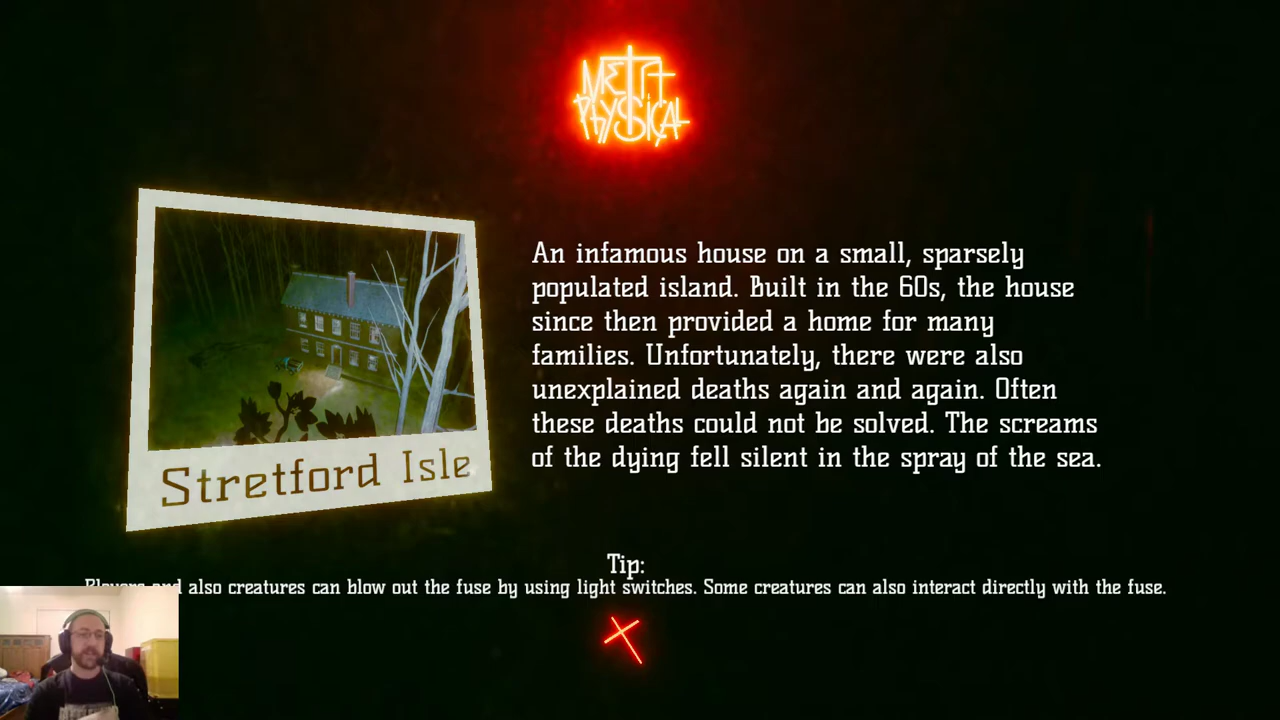 META
PHYSICAL
An infamous house on a small, sparsely
populated island. Built in the 60s, the house
since then provided a home for many
families. Unfortunately, there were also
unexplained deaths again and again. Often
these deaths could not be solved. The screams
of the dying fell silent in the spray of the sea.
Stretford Isle
Tip:
Players and also creatures can blow out the fuse by using light switches. Some creatures can also interact directly with the fuse.